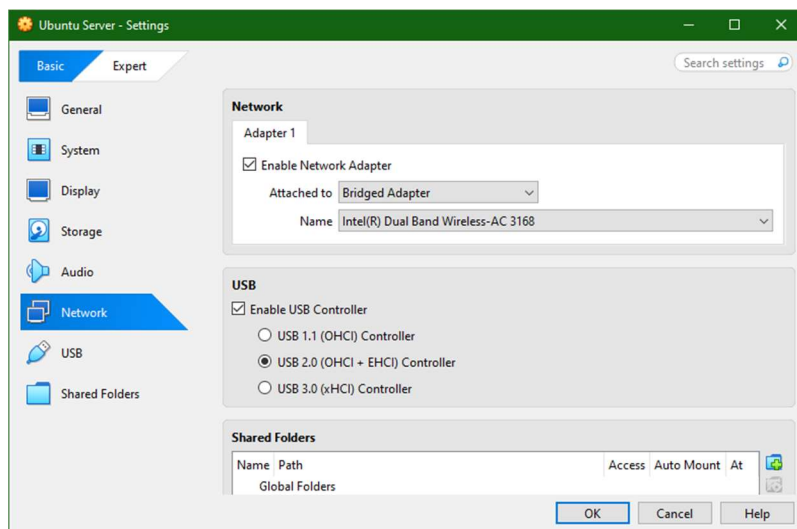 Ubuntu Server - Settings
Basic Expert Search settings
General
System
Display
Storage
Audio
Network
USB
Shared Folders
Network
Adapter 1
Enable Network Adapter
Attached to Bridged Adapter
Name Intel(R) Dual Band Wireless-AC 3168
USB
Enable USB Controller
USB 1.1 (OHCI) Controller
USB 2.0 (OHCI + EHCI) Controller
USB 3.0 (xHCI) Controller
Shared Folders
Name Path Access Auto Mount At
Global Folders
OK Cancel Help